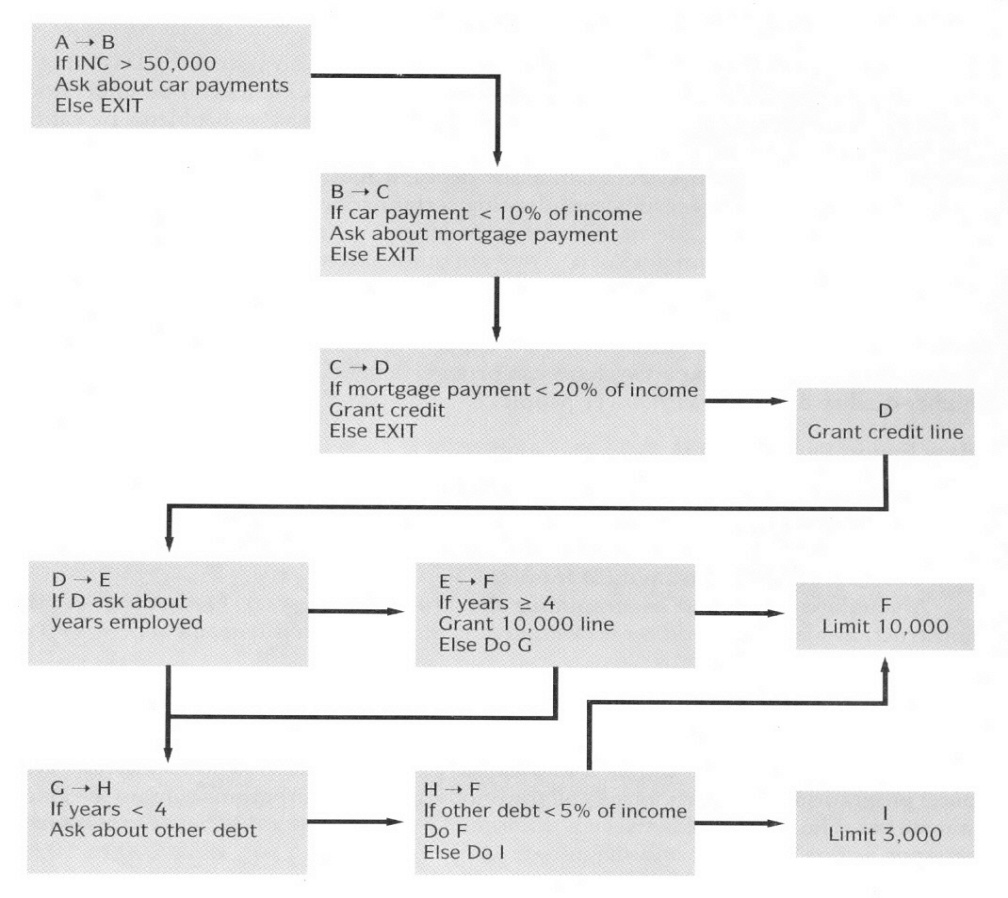 A → B
If INC > 50,000
Ask about car payments
Else EXIT
B → C
If car payment < 10% of income
Ask about mortgage payment
Else EXIT
C → D
If mortgage payment < 20% of income
Grant credit
Else EXIT
D
Grant credit line
D → E
If D ask about
years employed
E → F
If years ≥ 4
Grant 10,000 line
Else Do G
F
Limit 10,000
G → H
If years < 4
Ask about other debt
H → F
If other debt < 5% of income
Do F
Else Do I
I
Limit 3,000